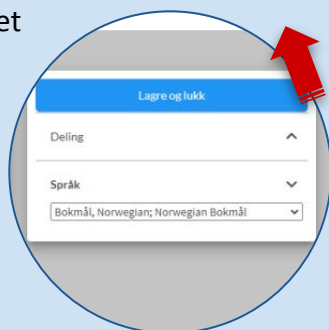 et
Lagre og lukk
Deling
Språk
Bokmål, Norwegian; Norwegian Bokmål